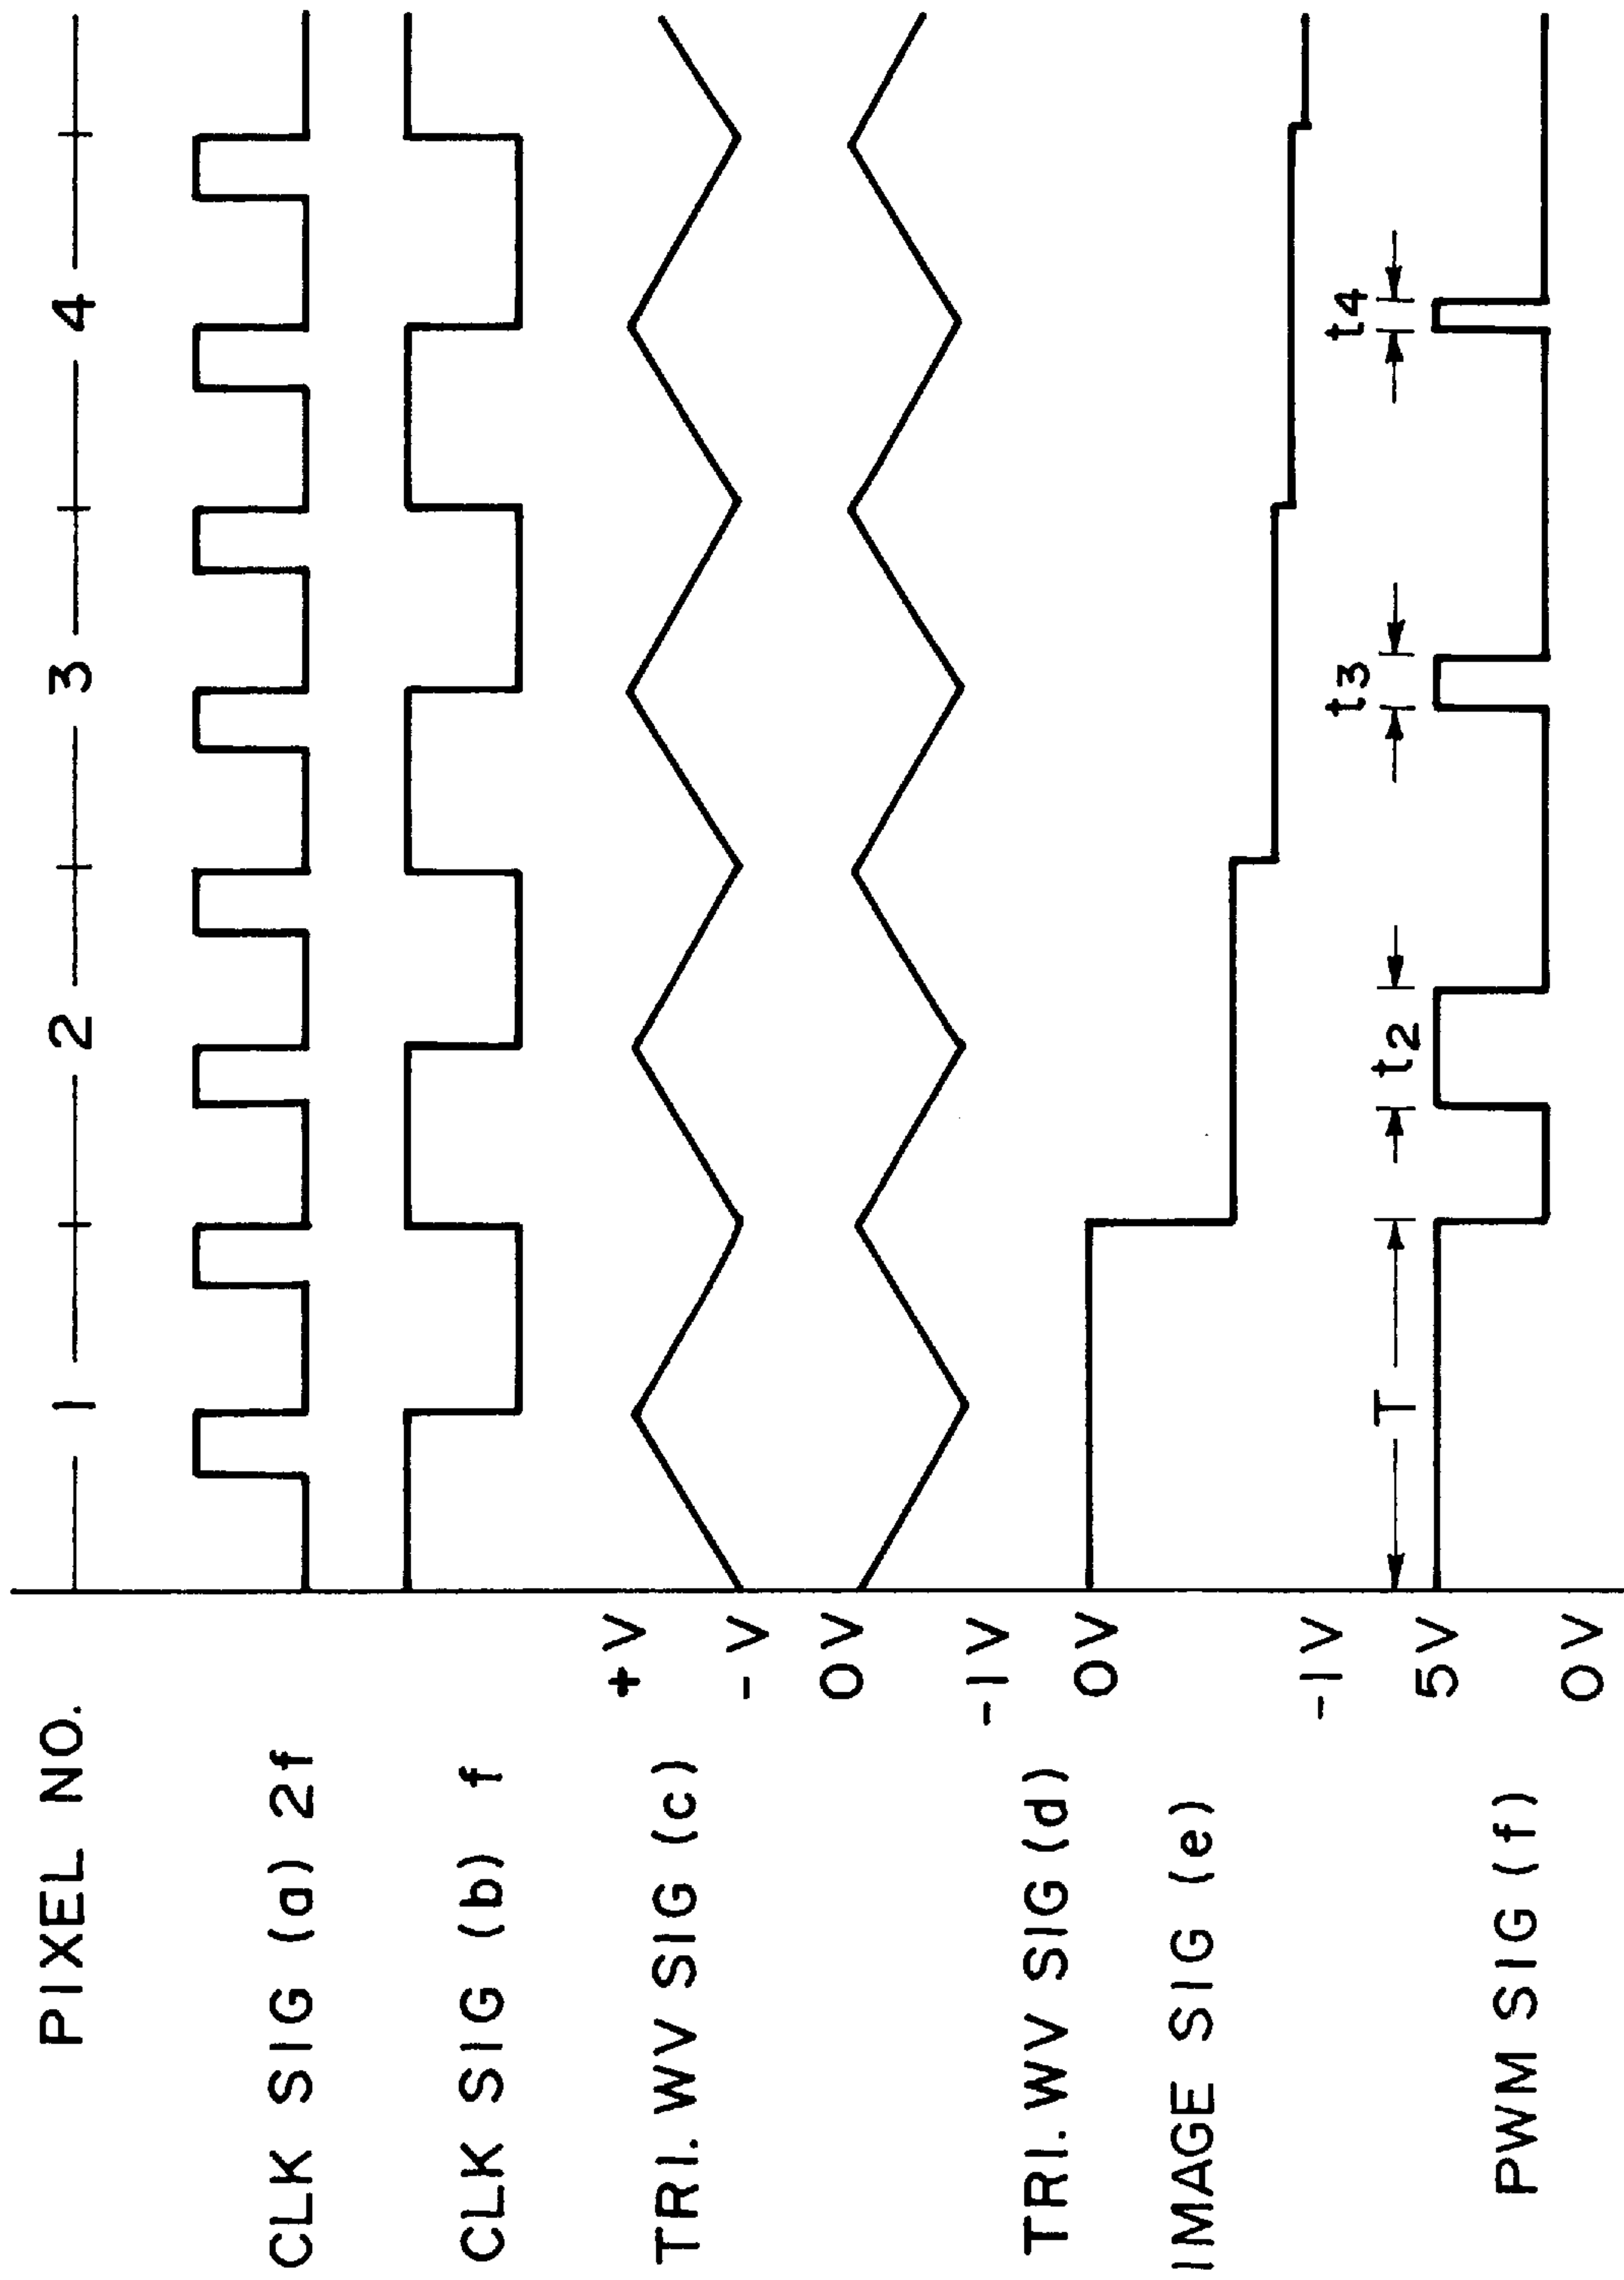 PIXEL NO. 1 2 3 4
CLK SIG (a) 2f
CLK SIG (b) f
+V
TRI. WV SIG (c)
-V
0V
-1V
TRI. WV SIG (d)
0V
IMAGE SIG (e)
-1V
T t2 t3 t4
5V
PWM SIG (f)
0V